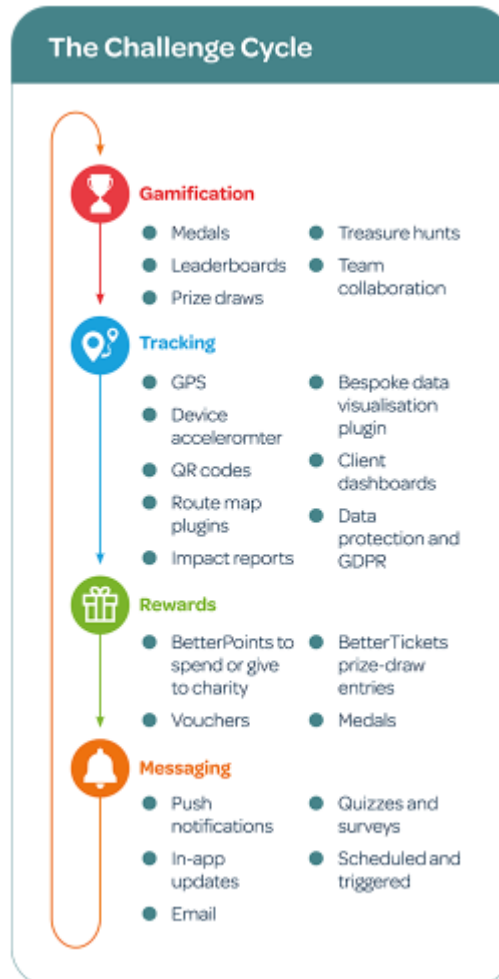 The Challenge Cycle
Gamification
Medals
Leaderboards
Prize draws
Treasure hunts
Team
collaboration
Tracking
GPS
Device
acceleromter
QR codes
Route map
plugins
Impact reports
Bespoke data
visualisation
plugin
Client
dashboards
Data
protection and
GDPR
Rewards
BetterPoints to
spend or give
to charity
Vouchers
BetterTickets
prize-draw
entries
Medals
Messaging
Push
notifications
In-app
updates
Email
Quizzes and
surveys
Scheduled and
triggered